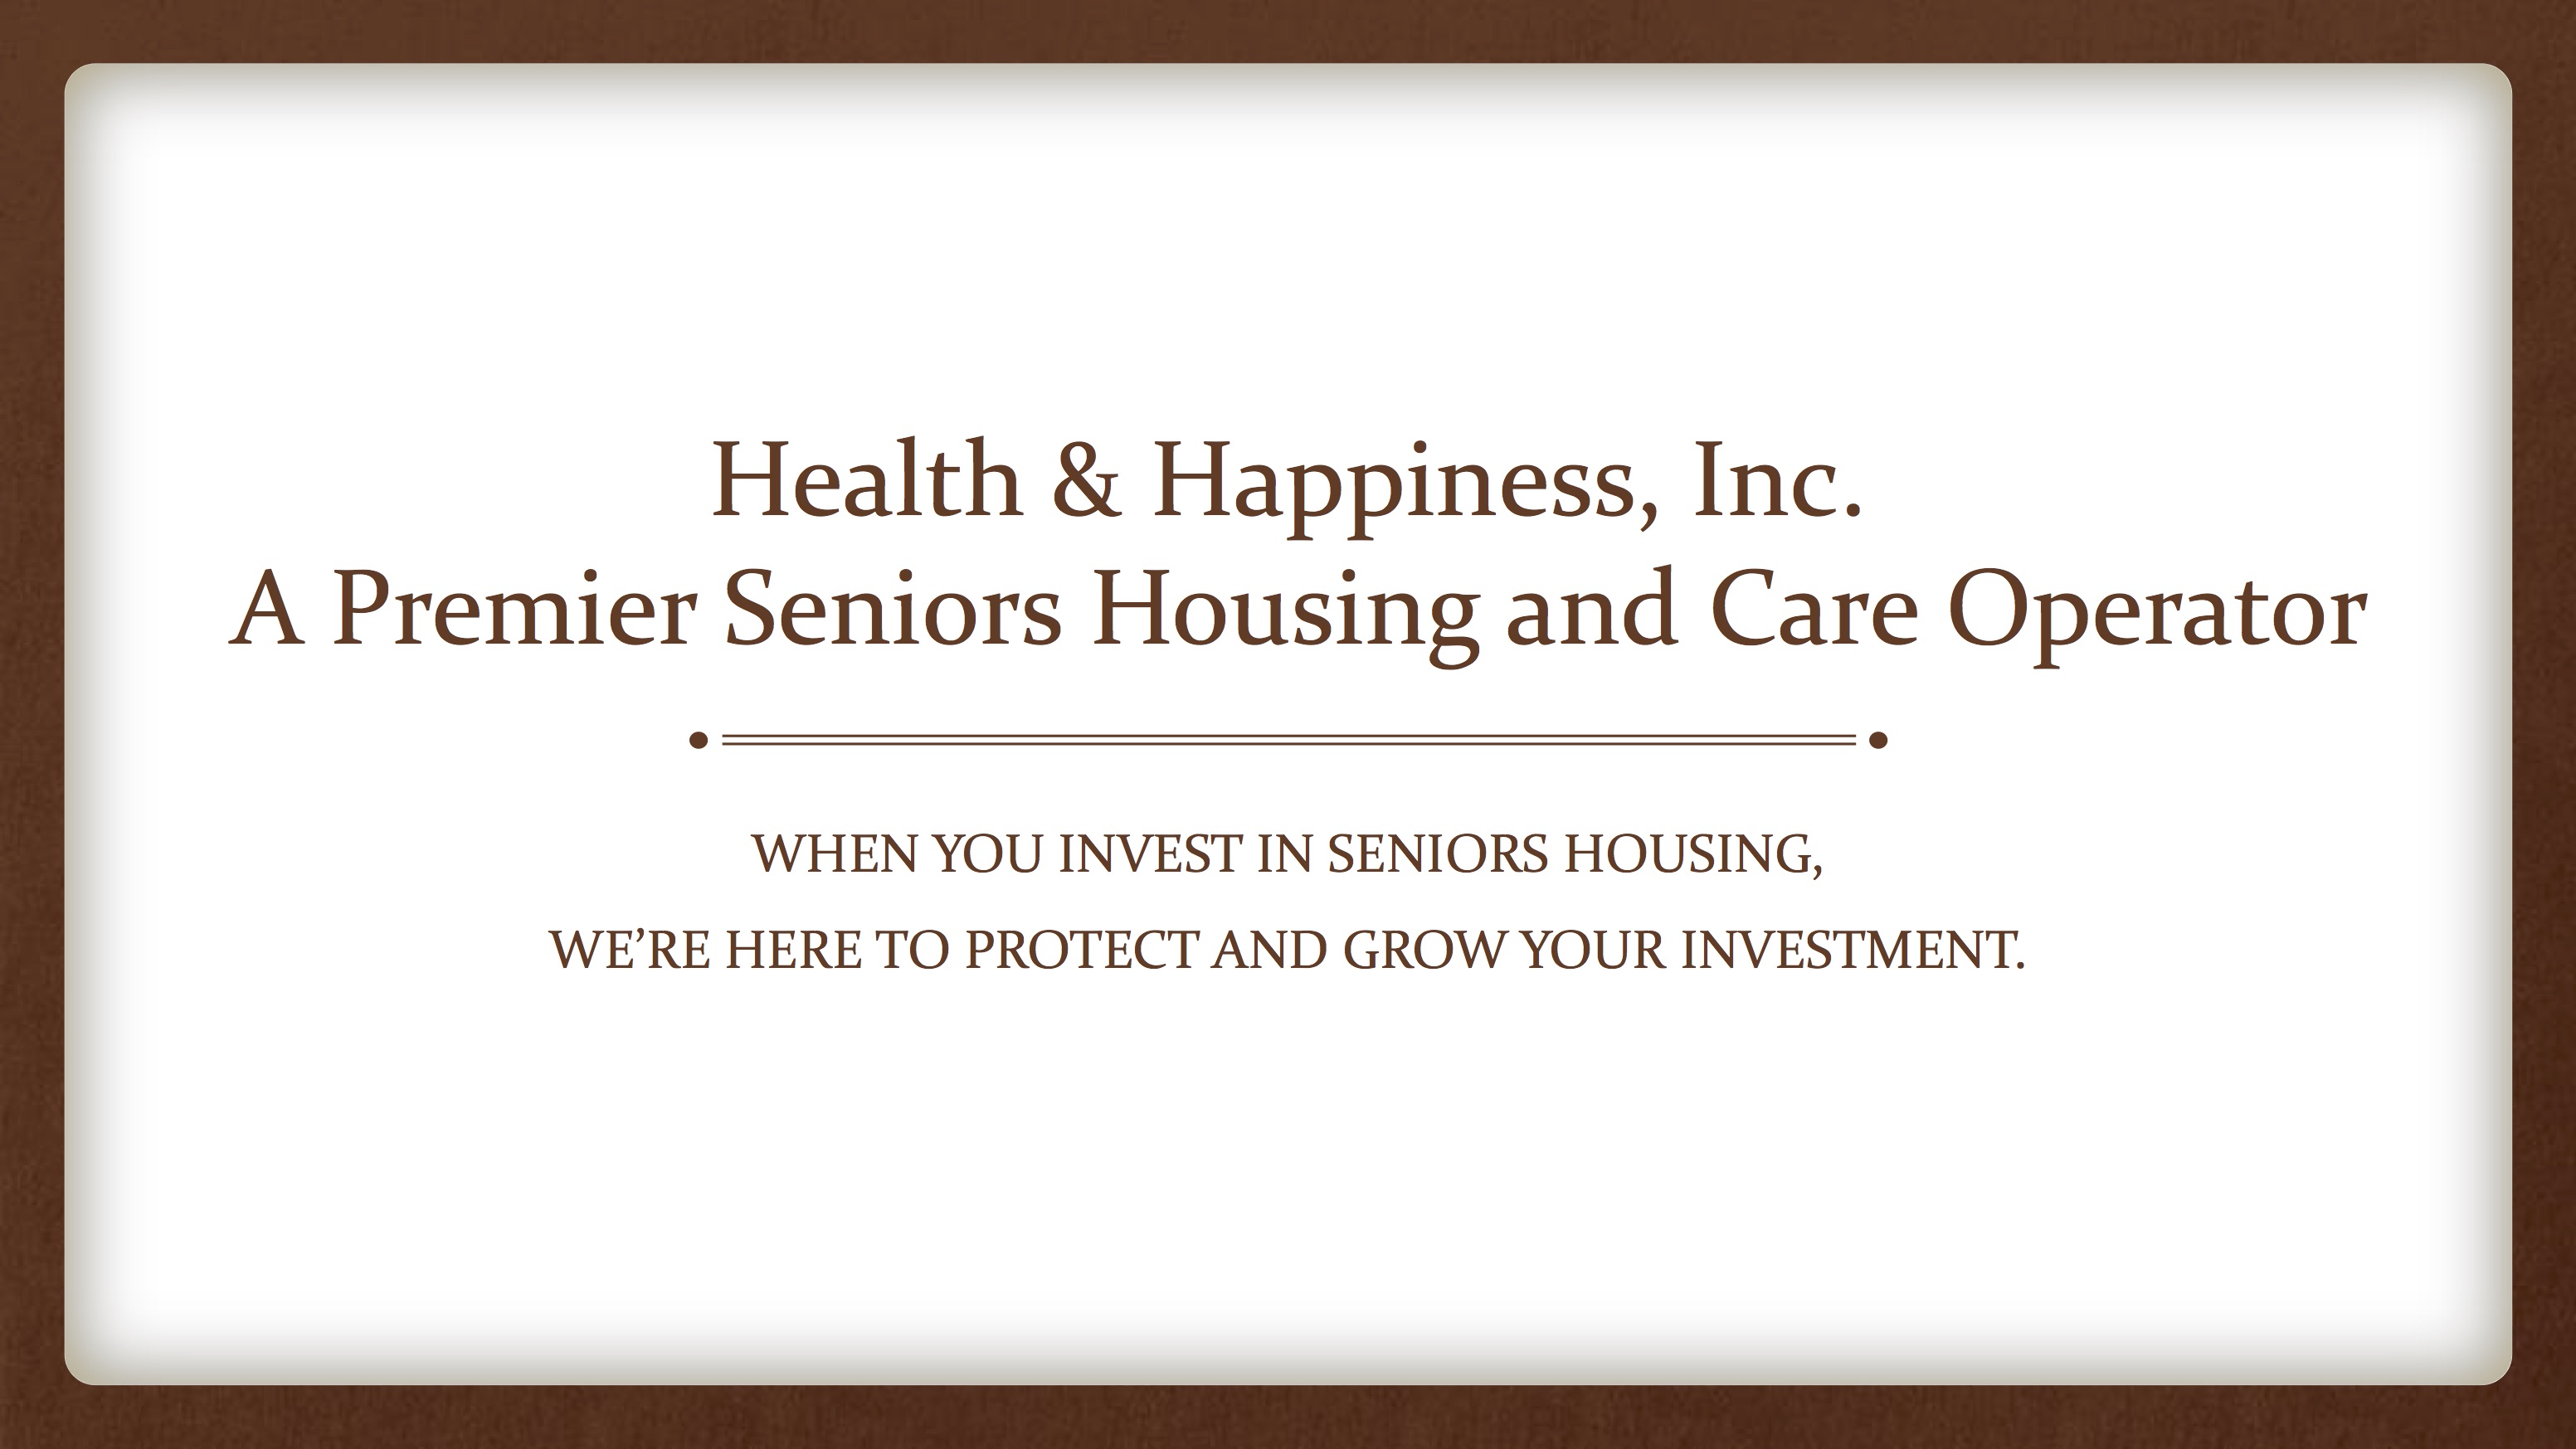 Health & Happiness, Inc.
A Premier Seniors Housing and Care Operator
WHEN YOU INVEST IN SENIORS HOUSING,
WE’RE HERE TO PROTECT AND GROW YOUR INVESTMENT.